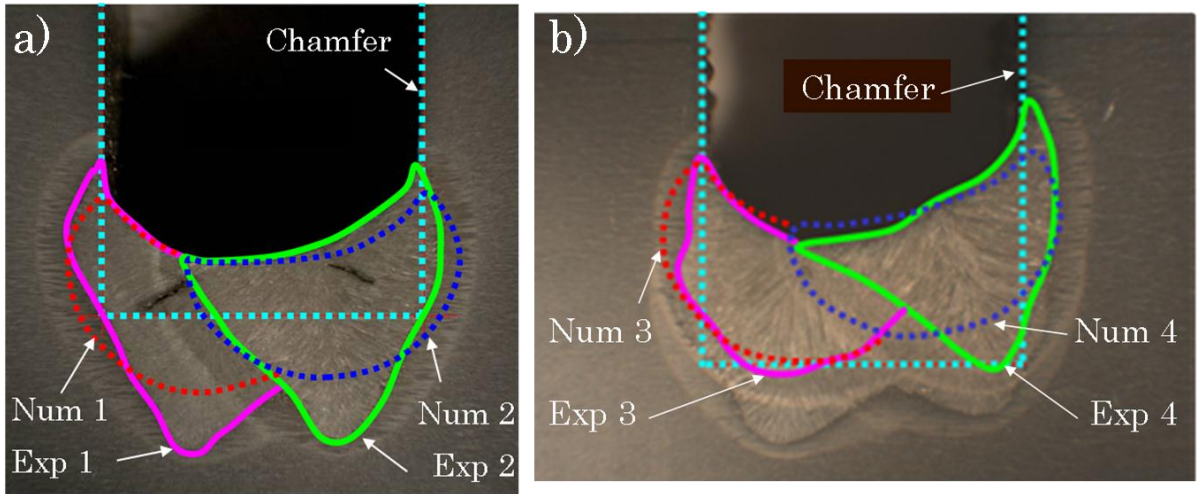 a)
Chamfer
Num 1
Exp 1
Num 2
Exp 2
b)
Chamfer
Num 3
Exp 3
Num 4
Exp 4